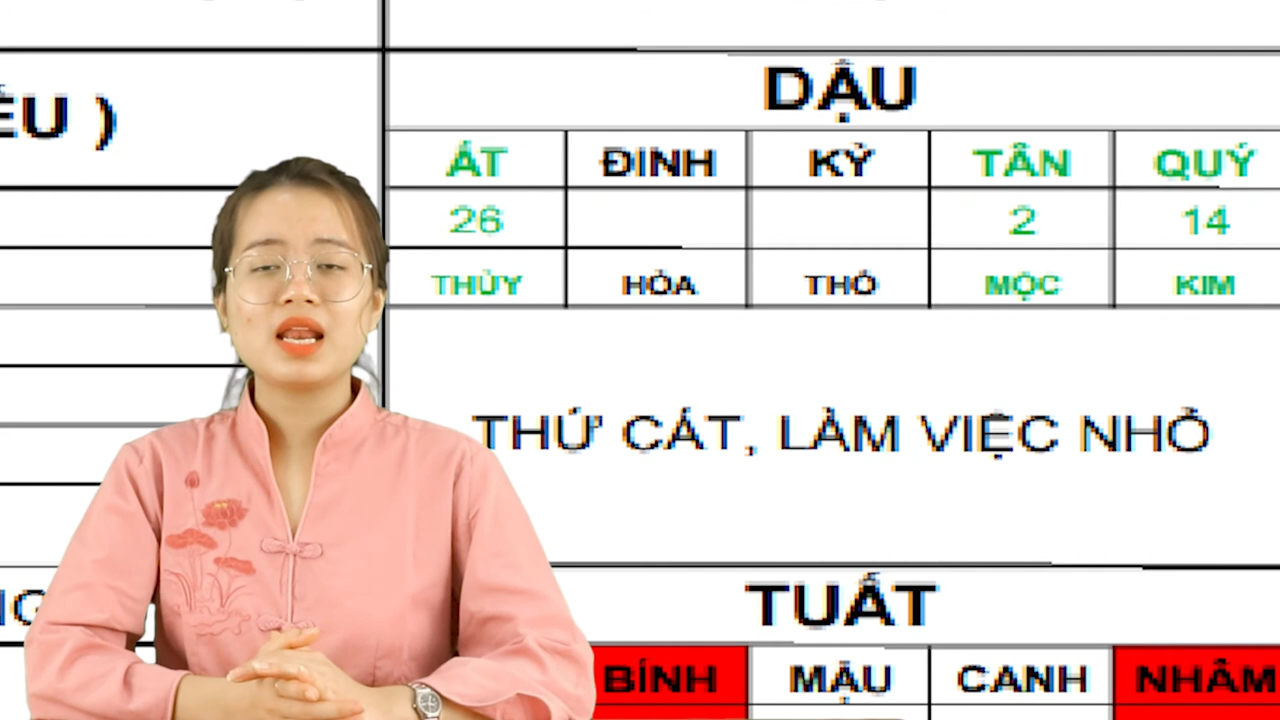 DẬU
ẤT ĐINH KỶ TÂN QUÝ
26 2 14
THỦY HỎA THỔ MỘC KIM
THỨ CÁT, LÀM VIỆC NHỎ
TUẤT
BÍNH MẬU CANH NHÂM